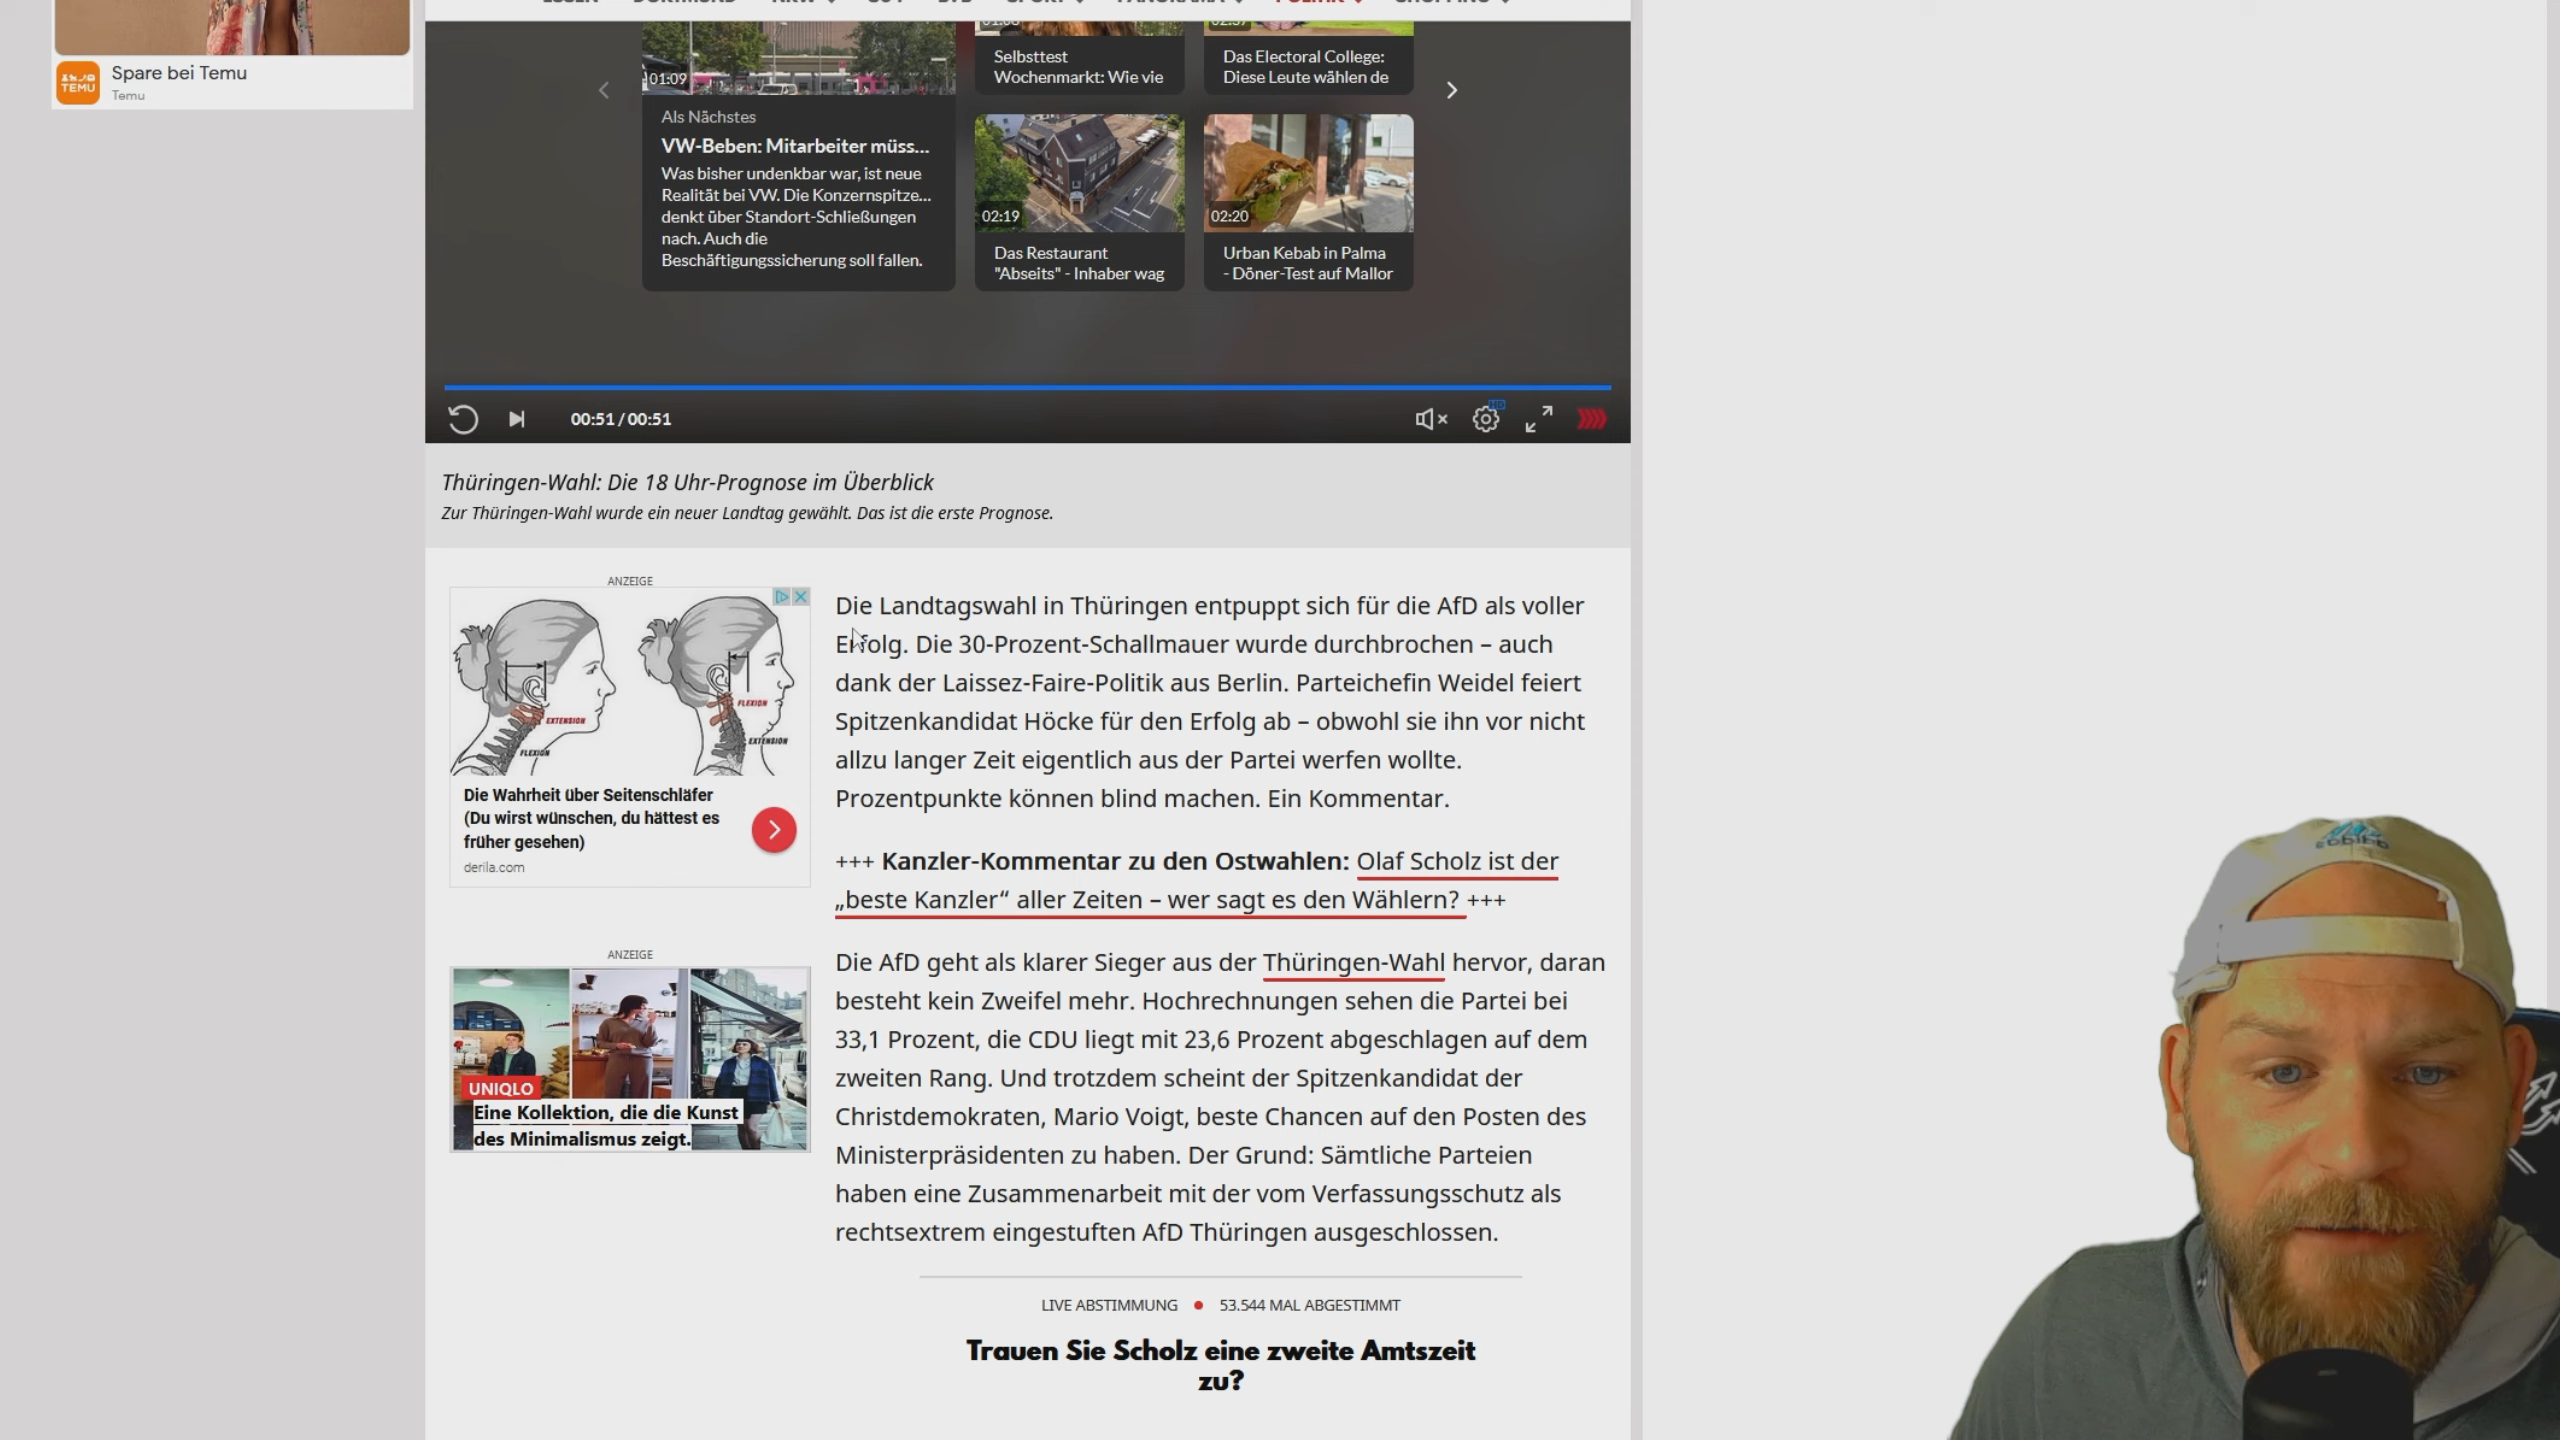 Spare bei Temu
TEMU
Temu
01:09
Als Nächstes
VW-Beben: Mitarbeiter müss...
Was bisher undenkbar war, ist neue
Realität bei VW. Die Konzernspitze...
denkt über Standort-Schließungen
nach. Auch die
Beschäftigungssicherung soll fallen.
Selbsttest
Wochenmarkt: Wie vie
Das Electoral College:
Diese Leute wählen de
02:19
Das Restaurant
"Abseits" - Inhaber wag
02:20
Urban Kebab in Palma
- Döner-Test auf Mallor
00:51 / 00:51
HD
Thüringen-Wahl: Die 18 Uhr-Prognose im Überblick
Zur Thüringen-Wahl wurde ein neuer Landtag gewählt. Das ist die erste Prognose.
ANZEIGE
EXTENSION
FLEXION
FLEXION
EXTENSION
Die Wahrheit über Seitenschläfer
(Du wirst wünschen, du hättest es
früher gesehen)
derila.com
ANZEIGE
UNIQLO
Eine Kollektion, die die Kunst
des Minimalismus zeigt.
Die Landtagswahl in Thüringen entpuppt sich für die AfD als voller
Erfolg. Die 30-Prozent-Schallmauer wurde durchbrochen – auch
dank der Laissez-Faire-Politik aus Berlin. Parteichefin Weidel feiert
Spitzenkandidat Höcke für den Erfolg ab – obwohl sie ihn vor nicht
allzu langer Zeit eigentlich aus der Partei werfen wollte.
Prozentpunkte können blind machen. Ein Kommentar.
+++ Kanzler-Kommentar zu den Ostwahlen: Olaf Scholz ist der
„beste Kanzler“ aller Zeiten – wer sagt es den Wählern? +++
Die AfD geht als klarer Sieger aus der Thüringen-Wahl hervor, daran
besteht kein Zweifel mehr. Hochrechnungen sehen die Partei bei
33,1 Prozent, die CDU liegt mit 23,6 Prozent abgeschlagen auf dem
zweiten Rang. Und trotzdem scheint der Spitzenkandidat der
Christdemokraten, Mario Voigt, beste Chancen auf den Posten des
Ministerpräsidenten zu haben. Der Grund: Sämtliche Parteien
haben eine Zusammenarbeit mit der vom Verfassungsschutz als
rechtsextrem eingestuften AfD Thüringen ausgeschlossen.
LIVE ABSTIMMUNG • 53.544 MAL ABGESTIMMT
Trauen Sie Scholz eine zweite Amtszeit
zu?